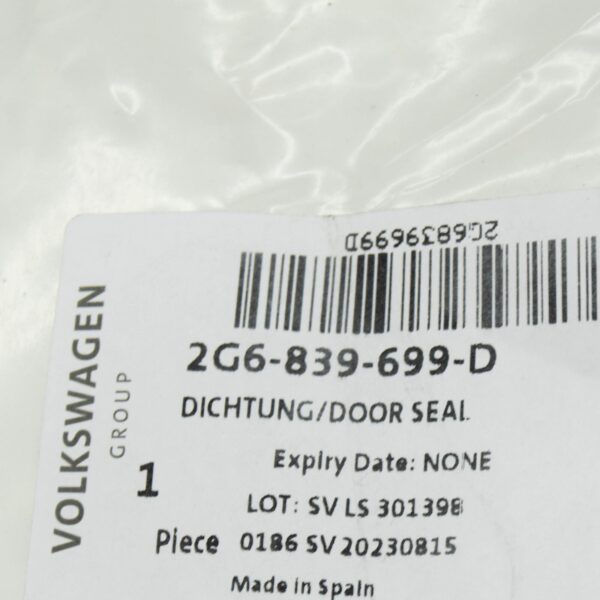 2G6839699D
2G6-839-699-D
DICHTUNG/DOOR SEAL
Expiry Date: NONE
LOT: SV LS 301398
1
Piece 0186 SV 20230815
Made in Spain
VOLKSWAGEN
GROUP